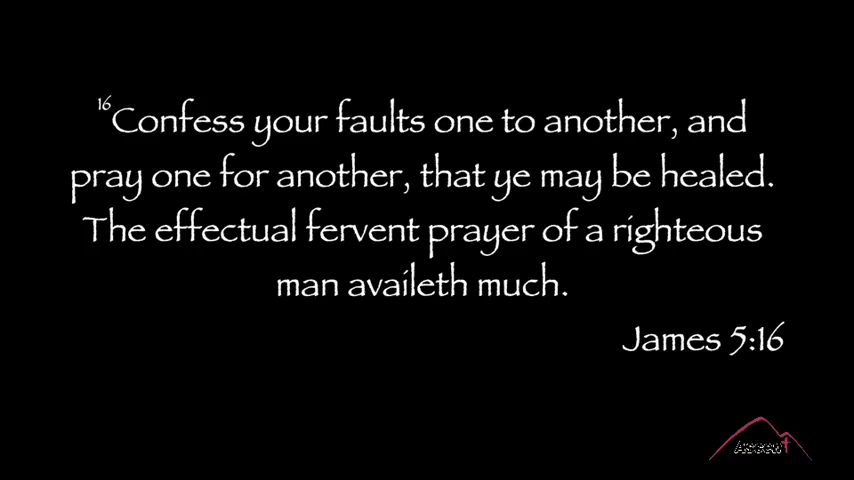 16Confess your faults one to another, and
pray one for another, that ye may be healed.
The effectual fervent prayer of a righteous
man availeth much.
James 5:16